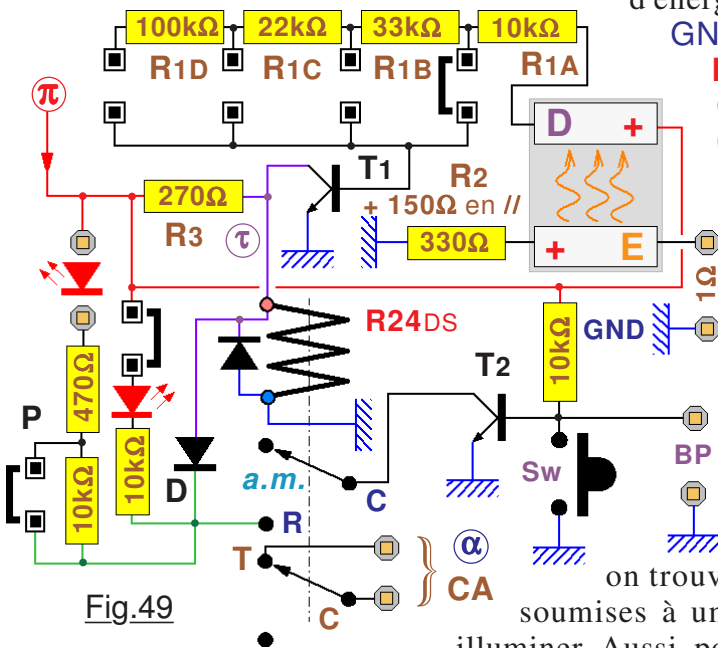 d'énerg
100kΩ 22kΩ 33kΩ 10kΩ
GN
R1D R1C R1B R1A
π
D +
T1
R2
+ 150Ω en //
270Ω
330Ω
+ E
R3 τ
1Ω
R24DS
GND
10kΩ
T2
470Ω
P
10kΩ
10kΩ
D
a.m.
C
Sw
BP
R
T
α
CA
C
Fig.49
on trouv
soumises à un
illuminer. Aussi, po